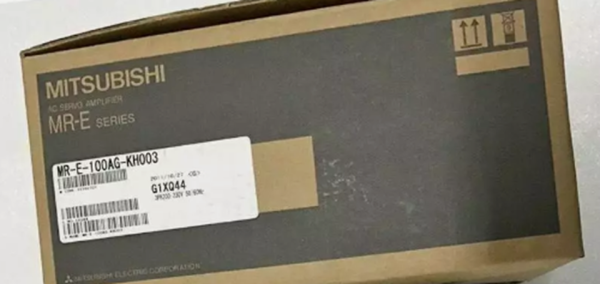 MITSUBISHI
AC SERVO AMPLIFIER
MR-E SERIES
MR-E-100AG-KH003
G1XQ44
MITSUBISHI ELECTRIC CORPORATION